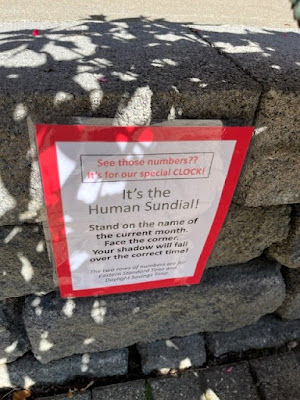 See those numbers??
It's for our special CLOCK!
It's the
Human Sundial!
Stand on the name of
the current month.
Face the corner.
Your shadow will fall
over the correct time!
The two rows of numbers are for
Eastern Standard Time and
Daylight Savings Time.